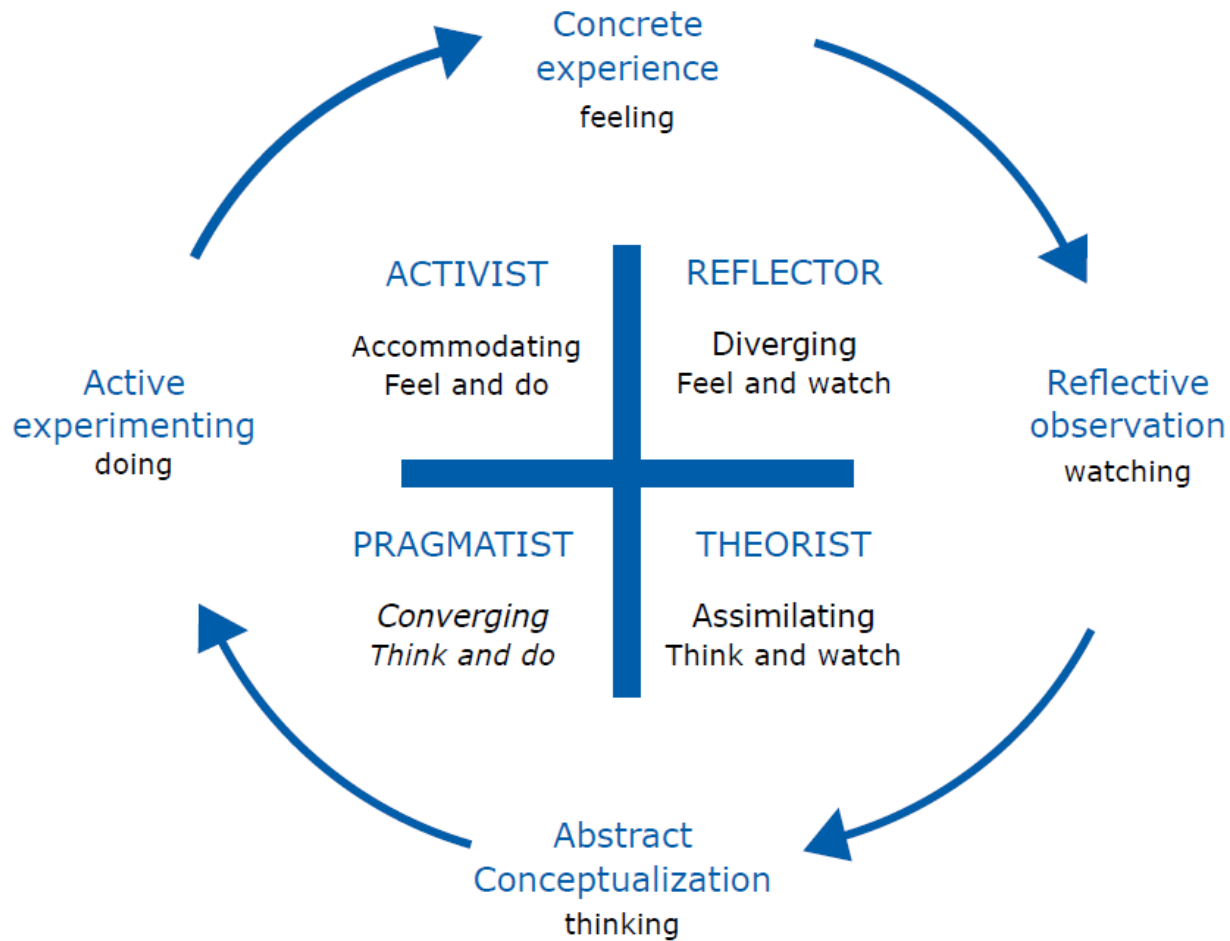 Concrete
experience
feeling
ACTIVIST
Accommodating
Feel and do
REFLECTOR
Diverging
Feel and watch
Active
experimenting
doing
Reflective
observation
watching
PRAGMATIST
Converging
Think and do
THEORIST
Assimilating
Think and watch
Abstract
Conceptualization
thinking